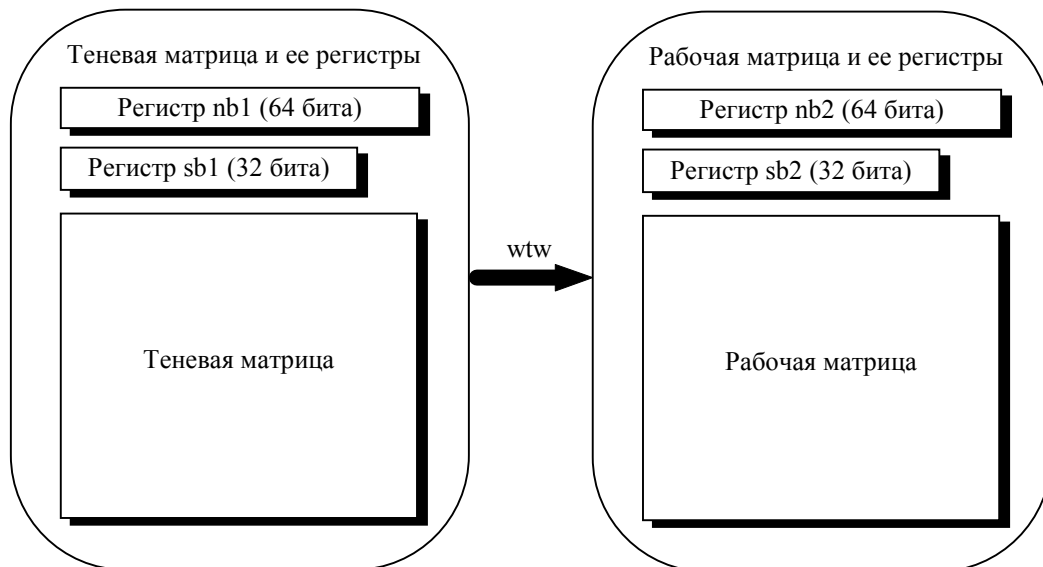 Теневая матрица и ее регистры
Регистр nb1 (64 бита)
Регистр sb1 (32 бита)
Теневая матрица
wtw
Рабочая матрица и ее регистры
Регистр nb2 (64 бита)
Регистр sb2 (32 бита)
Рабочая матрица